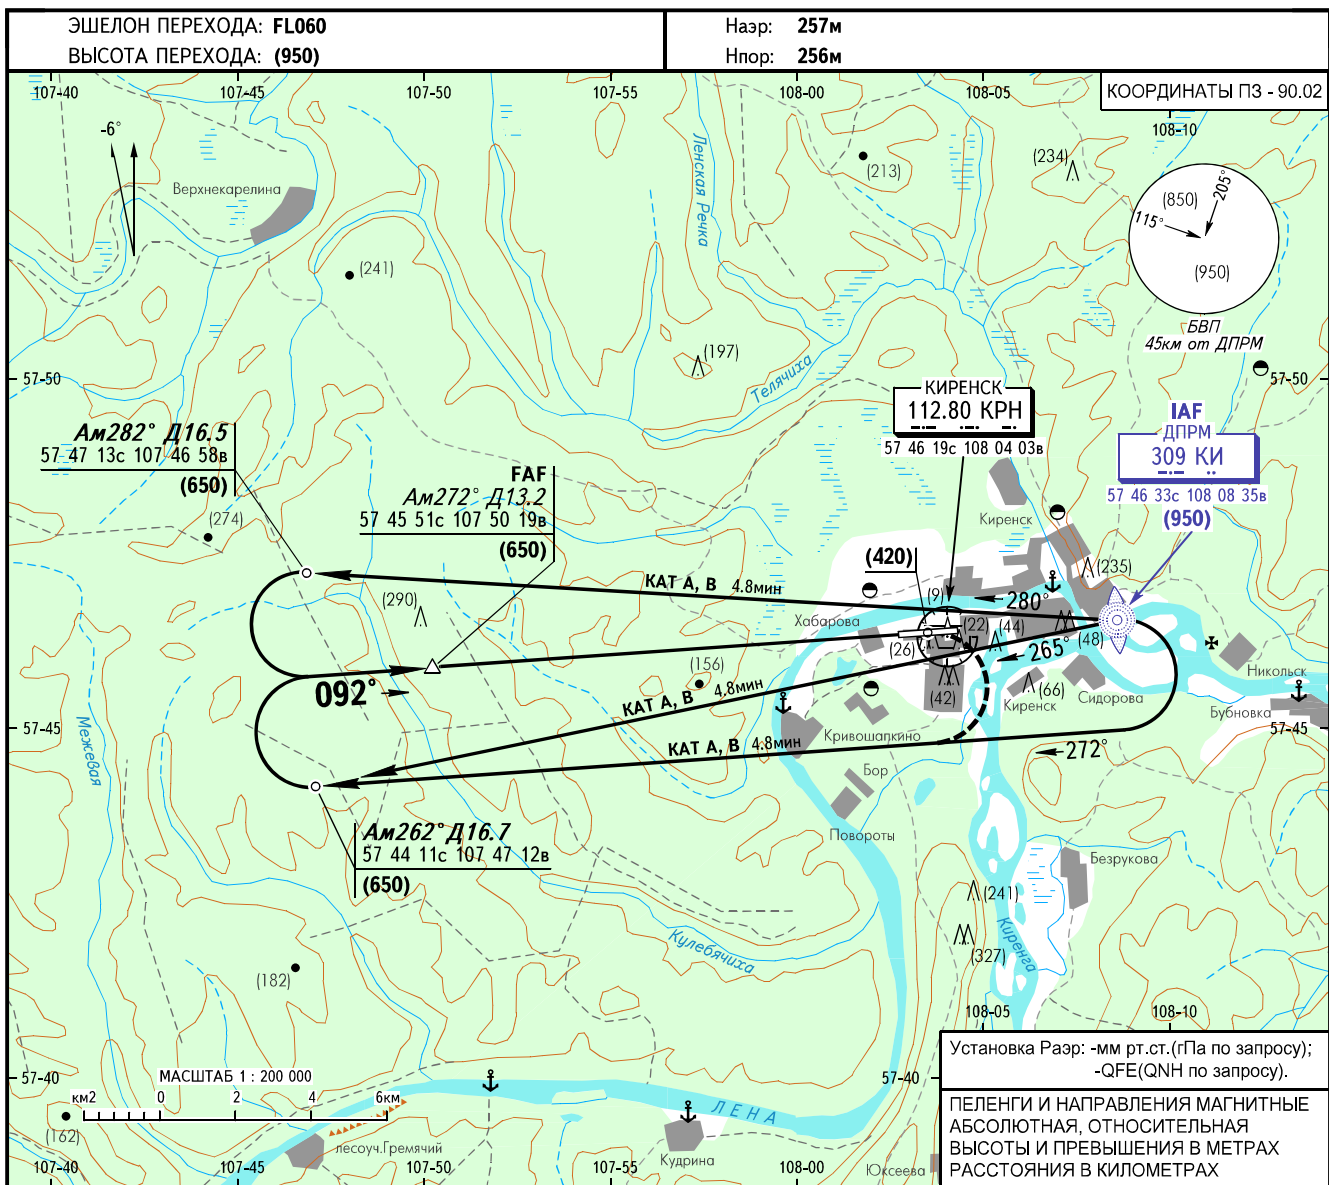 ЭШЕЛОН ПЕРЕХОДА: FL060
ВЫСОТА ПЕРЕХОДА: (950)
Наэр: 257м
Нпор: 256м
КООРДИНАТЫ ПЗ - 90.02
107-40
107-45
107-50
107-55
108-00
108-05
108-10
-6°
Верхнекарелина
Ленская Речка
(213)
(234)
(850)
205°
115°
(950)
БВП
45км от ДПРМ
(241)
(197)
Телячиха
57-50
57-50
КИРЕНСК
112.80 КРН
57 46 19с 108 04 03в
IAF
ДПРМ
309 КИ
57 46 33с 108 08 35в
(950)
Ам282° Д16.5
57 47 13с 107 46 58в
(650)
FAF
Ам272° Д13.2
57 45 51с 107 50 19в
(650)
(274)
Киренск
(420)
(235)
КАТ А, В 4.8мин
(290)
(9)
280°
Хабарова
(22)
(44)
(26)
265°
(48)
Никольск
092°
(156)
КАТ А, В 4.8мин
(42)
(66)
Киренск
Сидорова
Бубновка
57-45
57-45
Межевая
Кривошапкино
КАТ А, В 4.8мин
272°
Бор
Повороты
Ам262° Д16.7
57 44 11с 107 47 12в
(650)
Безрукова
(241)
Киренга
(327)
Кулебячиха
(182)
108-05
108-10
Установка Раэр: -мм рт.ст.(гПа по запросу);
-QFE(QNH по запросу).
57-40
57-40
МАСШТАБ 1 : 200 000
км2 0 2 4 6км
(162)
ЛЕНА
лесоуч.Гремячий
Кудрина
Юксеева
107-40
107-45
107-50
107-55
108-00
ПЕЛЕНГИ И НАПРАВЛЕНИЯ МАГНИТНЫЕ
АБСОЛЮТНАЯ, ОТНОСИТЕЛЬНАЯ
ВЫСОТЫ И ПРЕВЫШЕНИЯ В МЕТРАХ
РАССТОЯНИЯ В КИЛОМЕТРАХ